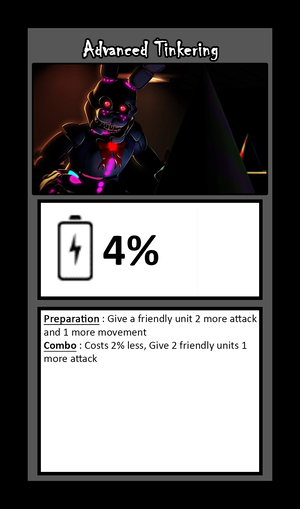 Advanced Tinkering
4%
Preparation : Give a friendly unit 2 more attack
and 1 more movement
Combo : Costs 2% less, Give 2 friendly units 1
more attack